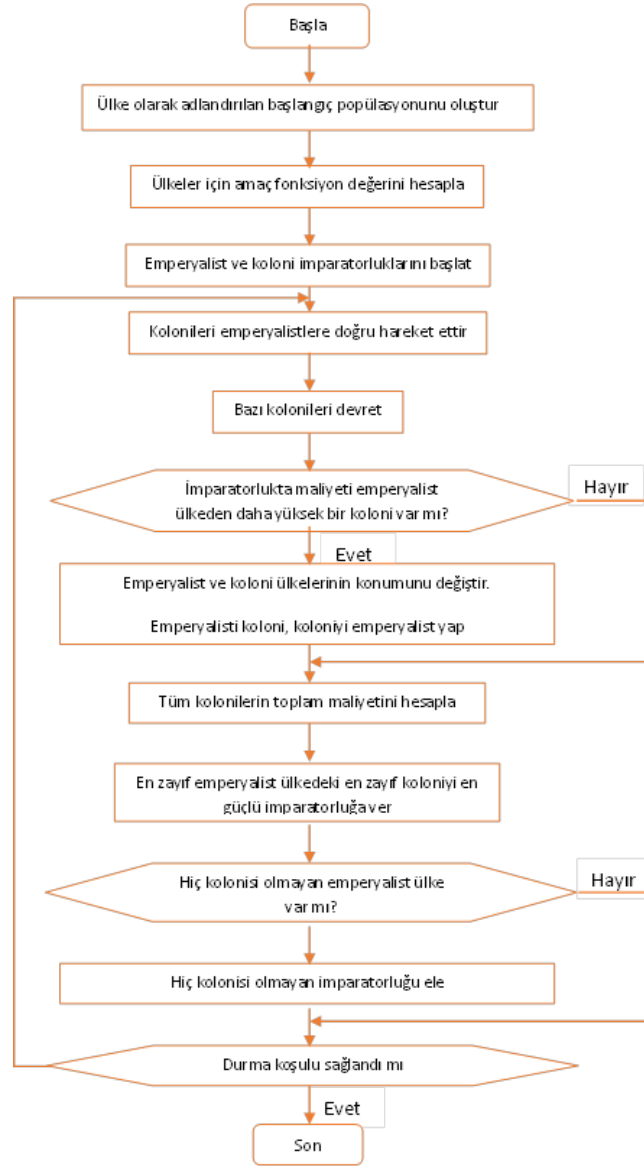 Başla
Ülke olarak adlandırılan başlangıç popülasyonunu oluştur
Ülkeler için amaç fonksiyon değerini hesapla
Emperyalist ve koloni imparatorluklarını başlat
Kolonileri emperyalistlere doğru hareket ettir
Bazı kolonileri devret
İmparatorlukta maliyeti emperyalist
ülkeden daha yüksek bir koloni var mı?
Hayır
Evet
Emperyalist ve koloni ülkelerinin konumunu değiştir.
Emperyalisti koloni, koloniyi emperyalist yap
Tüm kolonilerin toplam maliyetini hesapla
En zayıf emperyalist ülkedeki en zayıf koloniyi en
güçlü imparatorluğa ver
Hiç kolonisi olmayan emperyalist ülke
var mı?
Hayır
Hiç kolonisi olmayan imparatorluğu ele
Durma koşulu sağlandı mı
Evet
Son